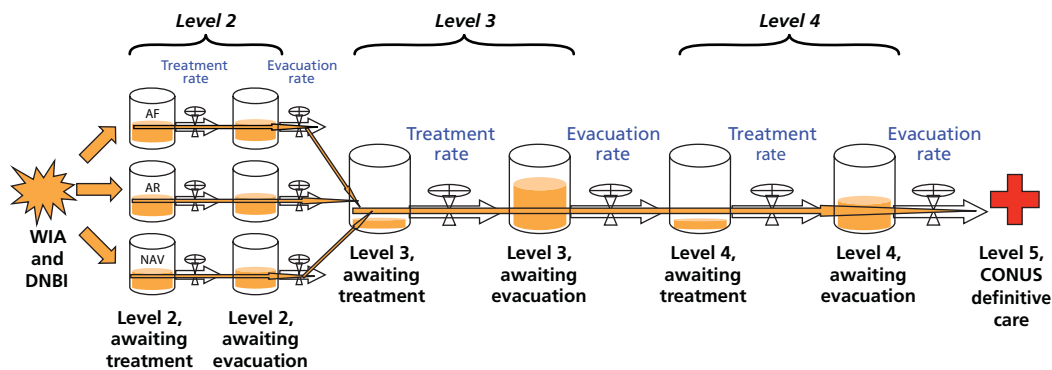 Level 2
Level 3
Level 4
Treatment
rate
Evacuation
rate
AF
AR
NAV
WIA
and
DNBI
Treatment
rate
Evacuation
rate
Treatment
rate
Evacuation
rate
Level 2,
awaiting
treatment
Level 2,
awaiting
evacuation
Level 3,
awaiting
treatment
Level 3,
awaiting
evacuation
Level 4,
awaiting
treatment
Level 4,
awaiting
evacuation
Level 5,
CONUS
definitive
care